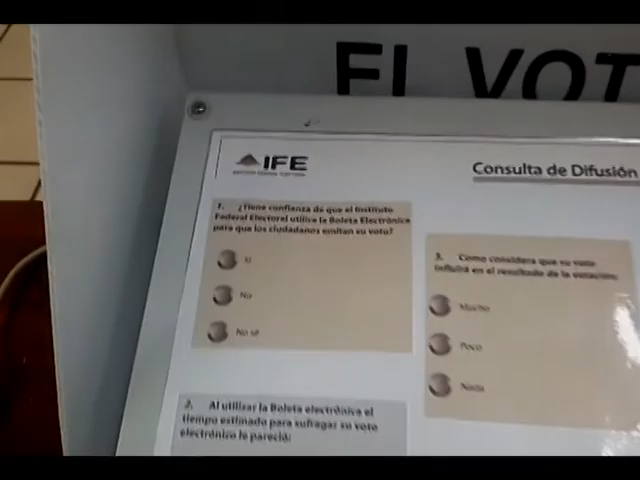 EL VOT
IFE
Consulta de Difusión
1. ¿Tiene confianza de que el Instituto
Federal Electoral utilice la Boleta Electrónica
para que los ciudadanos emitan su voto?
Si
No
No sé
2. Al utilizar la Boleta electrónica el
tiempo estimado para sufragar su voto
electrónico le pareció:
3. Como considera que su voto
influirá en el resultado de la votación:
Mucho
Poco
Nada